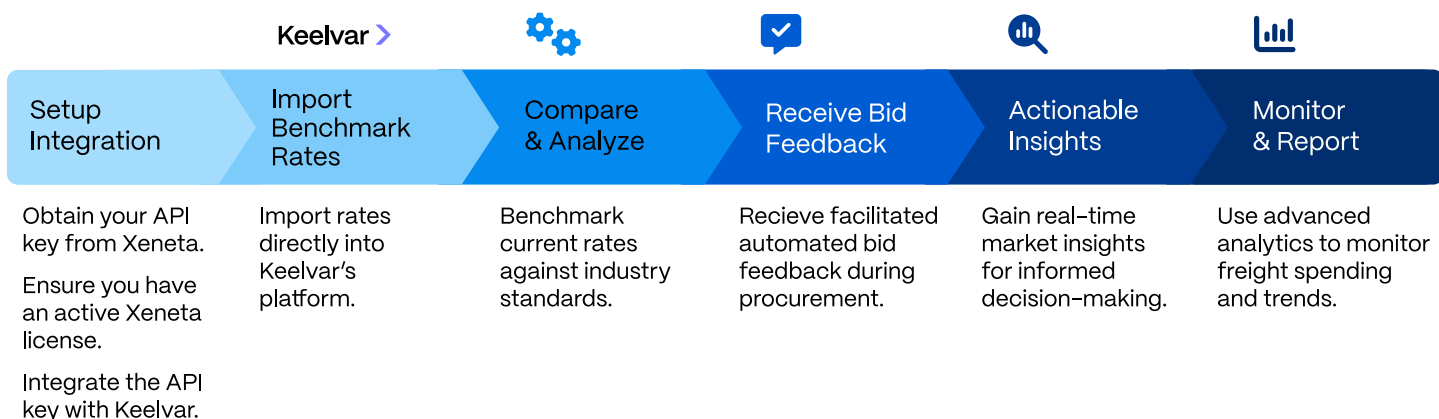 Keelvar
Setup
Integration
Import
Benchmark
Rates
Compare
& Analyze
Receive Bid
Feedback
Actionable
Insights
Monitor
& Report
Obtain your API
key from Xeneta.
Ensure you have
an active Xeneta
license.
Integrate the API
key with Keelvar.
Import rates
directly into
Keelvar’s
platform.
Benchmark
current rates
against industry
standards.
Recieve facilitated
automated bid
feedback during
procurement.
Gain real-time
market insights
for informed
decision-making.
Use advanced
analytics to monitor
freight spending
and trends.